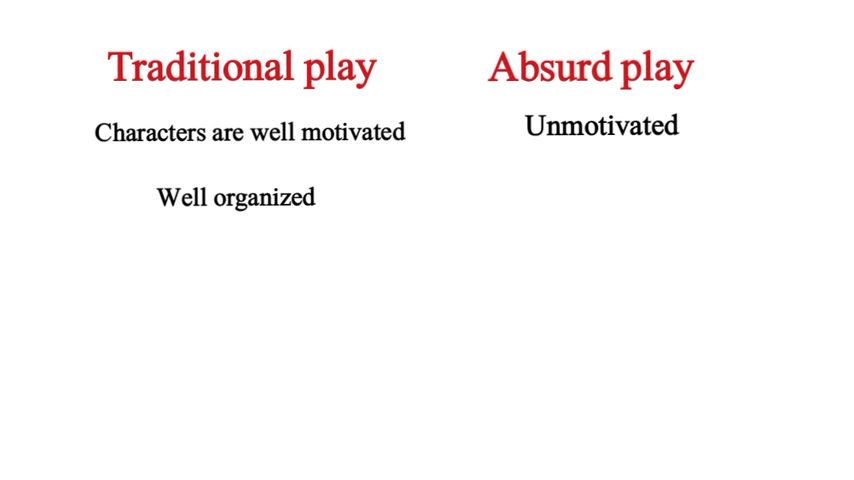 Traditional play
Absurd play
Characters are well motivated
Unmotivated
Well organized